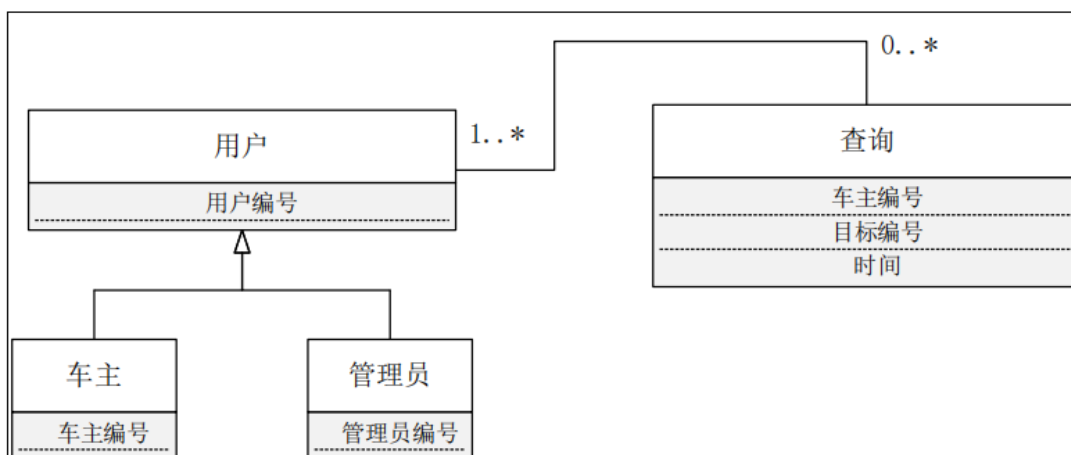 0..*
用户
1..*
查询
用户编号
车主编号
目标编号
时间
车主
管理员
车主编号
管理员编号